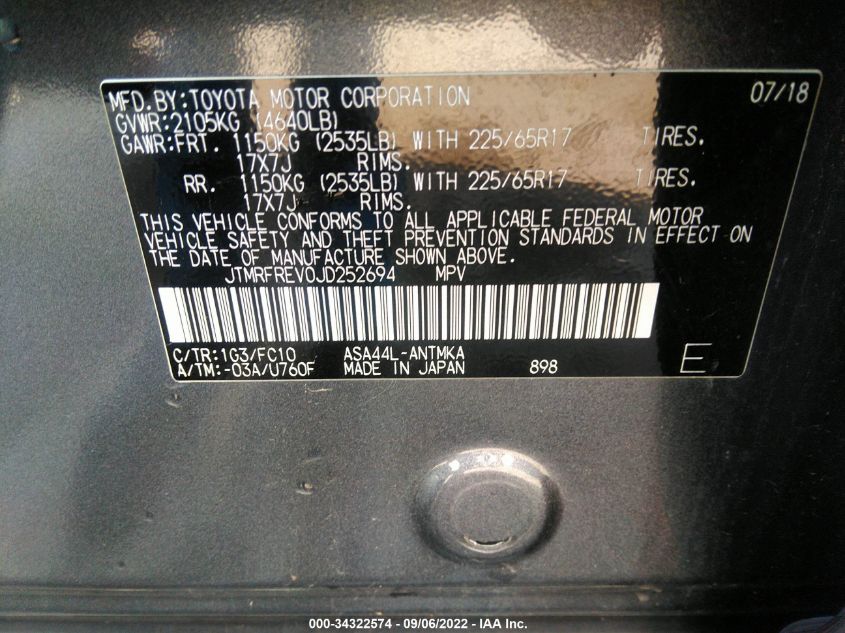 MFD.BY:TOYOTA MOTOR CORPORATION 07/18
GVWR:2105KG (4640LB)
GAWR:FRT. 1150KG (2535LB) WITH 225/65R17 TIRES.
17X7J RIMS.
RR. 1150KG (2535LB) WITH 225/65R17 TIRES.
17X7J RIMS.
THIS VEHICLE CONFORMS TO ALL APPLICABLE FEDERAL MOTOR
VEHICLE SAFETY AND THEFT PREVENTION STANDARDS IN EFFECT ON
THE DATE OF MANUFACTURE SHOWN ABOVE.
JTMRFREV0JD252694 MPV
C/TR:1G3/FC10 ASA44L-ANTMKA
A/TM:-03A/U760F MADE IN JAPAN 898 E
000-34322574 - 09/06/2022 - IAA Inc.